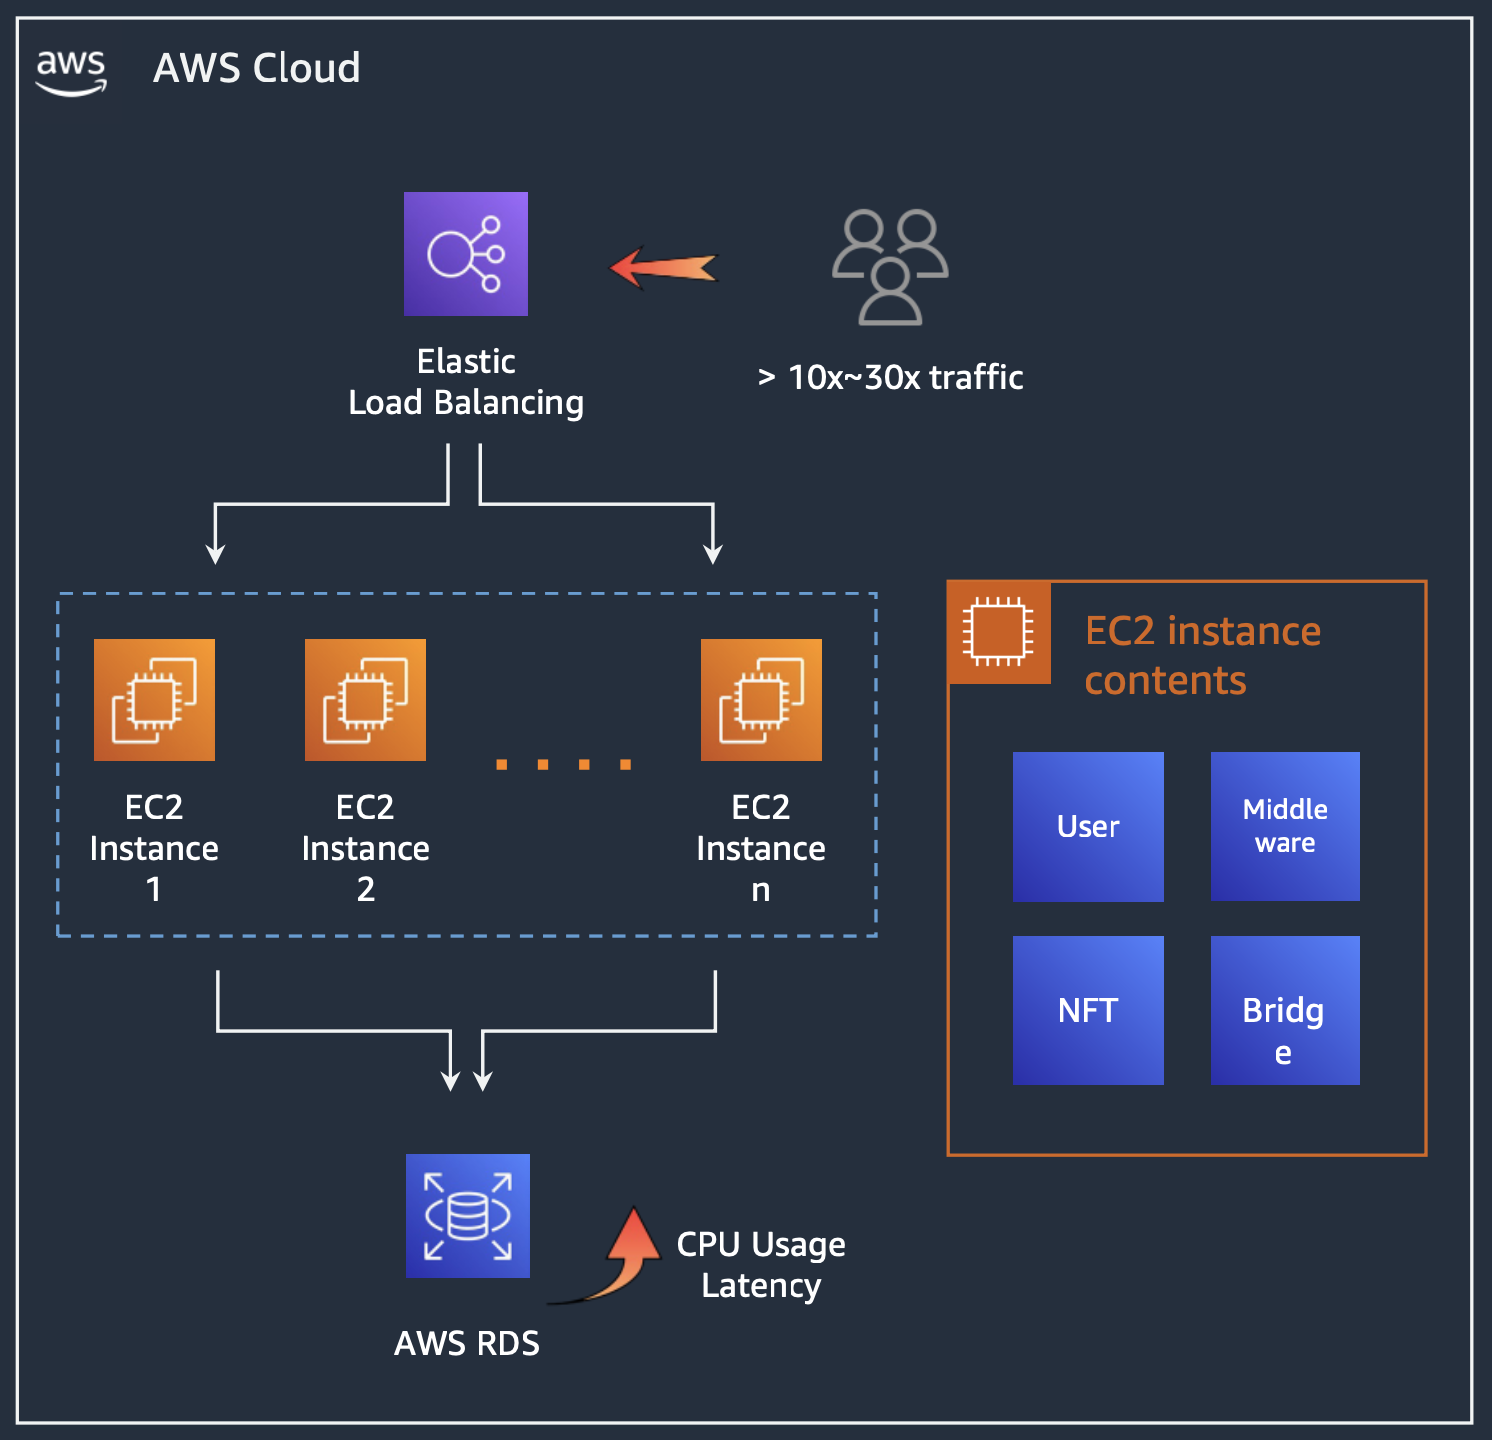 aws
AWS Cloud
Elastic
Load Balancing
> 10x~30x traffic
EC2
Instance
1
EC2
Instance
2
EC2
Instance
n
EC2 instance
contents
User
Middle
ware
NFT
Bridg
e
CPU Usage
Latency
AWS RDS